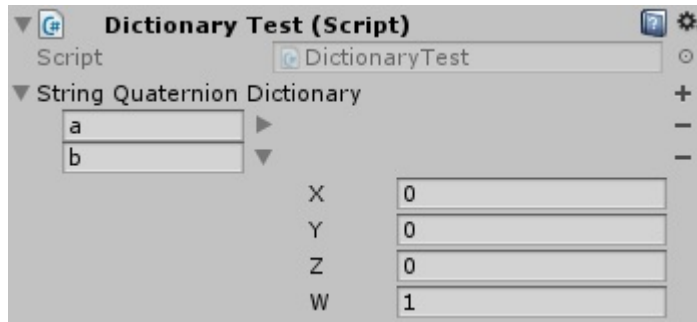 Dictionary Test (Script)
Script DictionaryTest
String Quaternion Dictionary
a
b
X 0
Y 0
Z 0
W 1